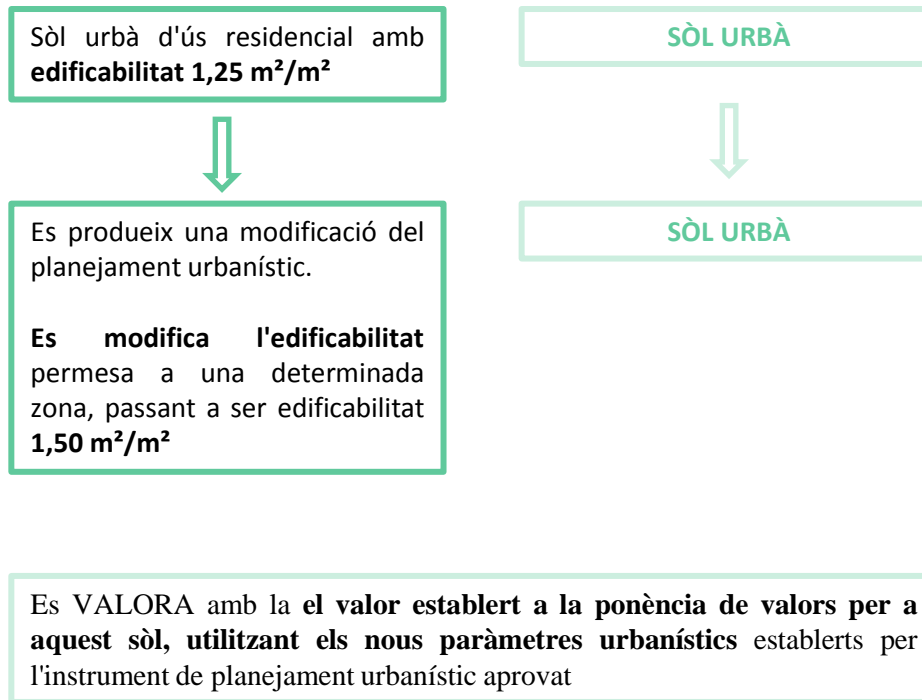 Sòl urbà d'ús residencial amb
edificabilitat 1,25 m²/m²
SÒL URBÀ
Es produeix una modificació del
planejament urbanístic.
Es modifica l'edificabilitat
permesa a una determinada
zona, passant a ser edificabilitat
1,50 m²/m²
SÒL URBÀ
Es VALORA amb la el valor establert a la ponència de valors per a
aquest sòl, utilitzant els nous paràmetres urbanístics establerts per
l'instrument de planejament urbanístic aprovat